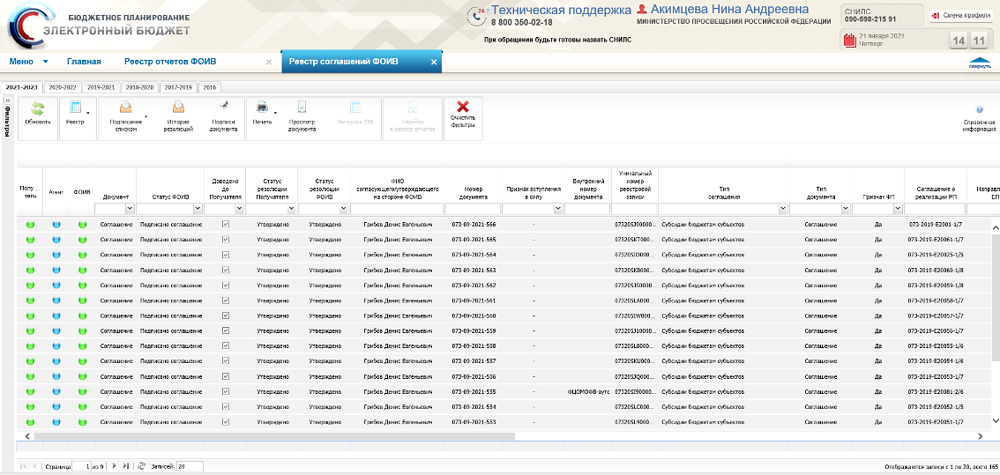 БЮДЖЕТНОЕ ПЛАНИРОВАНИЕ
ЭЛЕКТРОННЫЙ БЮДЖЕТ
24/7 Техническая поддержка
8 800 350-02-18
При обращении будьте готовы назвать СНИЛС
Акимцева Нина Андреевна
МИНИСТЕРСТВО ПРОСВЕЩЕНИЯ РОССИЙСКОЙ ФЕДЕРАЦИИ
СНИЛС
090-598-215 91
Смена профиля
21 января 2021
Четверг
14 11
Меню Главная Реестр отчетов ФОИВ Реестр соглашений ФОИВ
свернуть
2021-2023 2020-2022 2019-2021 2018-2020 2017-2019 2016
Фильтры
Обновить Реестр Подписание списком История резолюций Подписи документа Печать Просмотр документа Выгрузка XML Перейти в реестр отчетов Очистить фильтры Справочная информация
Полу... тель Агент ФОИВ Документ Статус ФОИВ Доведено до Получателя Статус резолюции Получателя Статус резолюции ФОИВ ФИО согласующего/утверждающего на стороне ФОИВ Номер документа Признак вступления в силу Внутренний номер документа Уникальный номер реестровой записи Тип соглашения Тип документа Признак ФП Соглашение о реализации РП Направл ЕП
Соглашение Подписано соглашение Утверждено Утверждено Грибов Денис Евгеньевич 073-09-2021-566 - 07320SJ90000... Субсидии бюджетам субъектов Соглашение Да 073-2019-E2001-1/7
Соглашение Подписано соглашение Утверждено Утверждено Грибов Денис Евгеньевич 073-09-2021-565 - 07320SKT000... Субсидии бюджетам субъектов Соглашение Да 073-2019-E20061-1/7
Соглашение Подписано соглашение Утверждено Утверждено Грибов Денис Евгеньевич 073-09-2021-564 - 07320SIO000... Субсидии бюджетам субъектов Соглашение Да 073-2019-E20025-1/5
Соглашение Подписано соглашение Утверждено Утверждено Грибов Денис Евгеньевич 073-09-2021-563 - 07320SKB000... Субсидии бюджетам субъектов Соглашение Да 073-2019-E20060-1/8
Соглашение Подписано соглашение Утверждено Утверждено Грибов Денис Евгеньевич 073-09-2021-562 - 07320SJS0000... Субсидии бюджетам субъектов Соглашение Да 073-2019-E20059-1/8
Соглашение Подписано соглашение Утверждено Утверждено Грибов Денис Евгеньевич 073-09-2021-561 - 07320SLA000... Субсидии бюджетам субъектов Соглашение Да 073-2019-E20058-1/7
Соглашение Подписано соглашение Утверждено Утверждено Грибов Денис Евгеньевич 073-09-2021-560 - 07320SIW000... Субсидии бюджетам субъектов Соглашение Да 073-2019-E20057-1/7
Соглашение Подписано соглашение Утверждено Утверждено Грибов Денис Евгеньевич 073-09-2021-559 - 07320SJ10000... Субсидии бюджетам субъектов Соглашение Да 073-2019-E20056-1/7
Соглашение Подписано соглашение Утверждено Утверждено Грибов Денис Евгеньевич 073-09-2021-558 - 07320SL8000... Субсидии бюджетам субъектов Соглашение Да 073-2019-E20055-1/6
Соглашение Подписано соглашение Утверждено Утверждено Грибов Денис Евгеньевич 073-09-2021-557 - 07320SKU000... Субсидии бюджетам субъектов Соглашение Да 073-2019-E20054-1/6
Соглашение Подписано соглашение Утверждено Утверждено Грибов Денис Евгеньевич 073-09-2021-556 - 07320SJQ000... Субсидии бюджетам субъектов Соглашение Да 073-2019-E20053-1/7
Соглашение Подписано соглашение Утверждено Утверждено Грибов Денис Евгеньевич 073-09-2021-555 - ФЦОМОФВ-аутс 07320SI90000... Субсидии бюджетам субъектов Соглашение Да 073-2019-E20081-2/6
Соглашение Подписано соглашение Утверждено Утверждено Грибов Денис Евгеньевич 073-09-2021-554 - 07320SLC000... Субсидии бюджетам субъектов Соглашение Да 073-2019-E20052-1/5
Соглашение Подписано соглашение Утверждено Утверждено Грибов Денис Евгеньевич 073-09-2021-553 - 07320SL9000... Субсидии бюджетам субъектов Соглашение Да 073-2019-E20051-1/7
Страница 1 из 9 Записей: 20 Отображаются записи с 1 по 20, всего 165